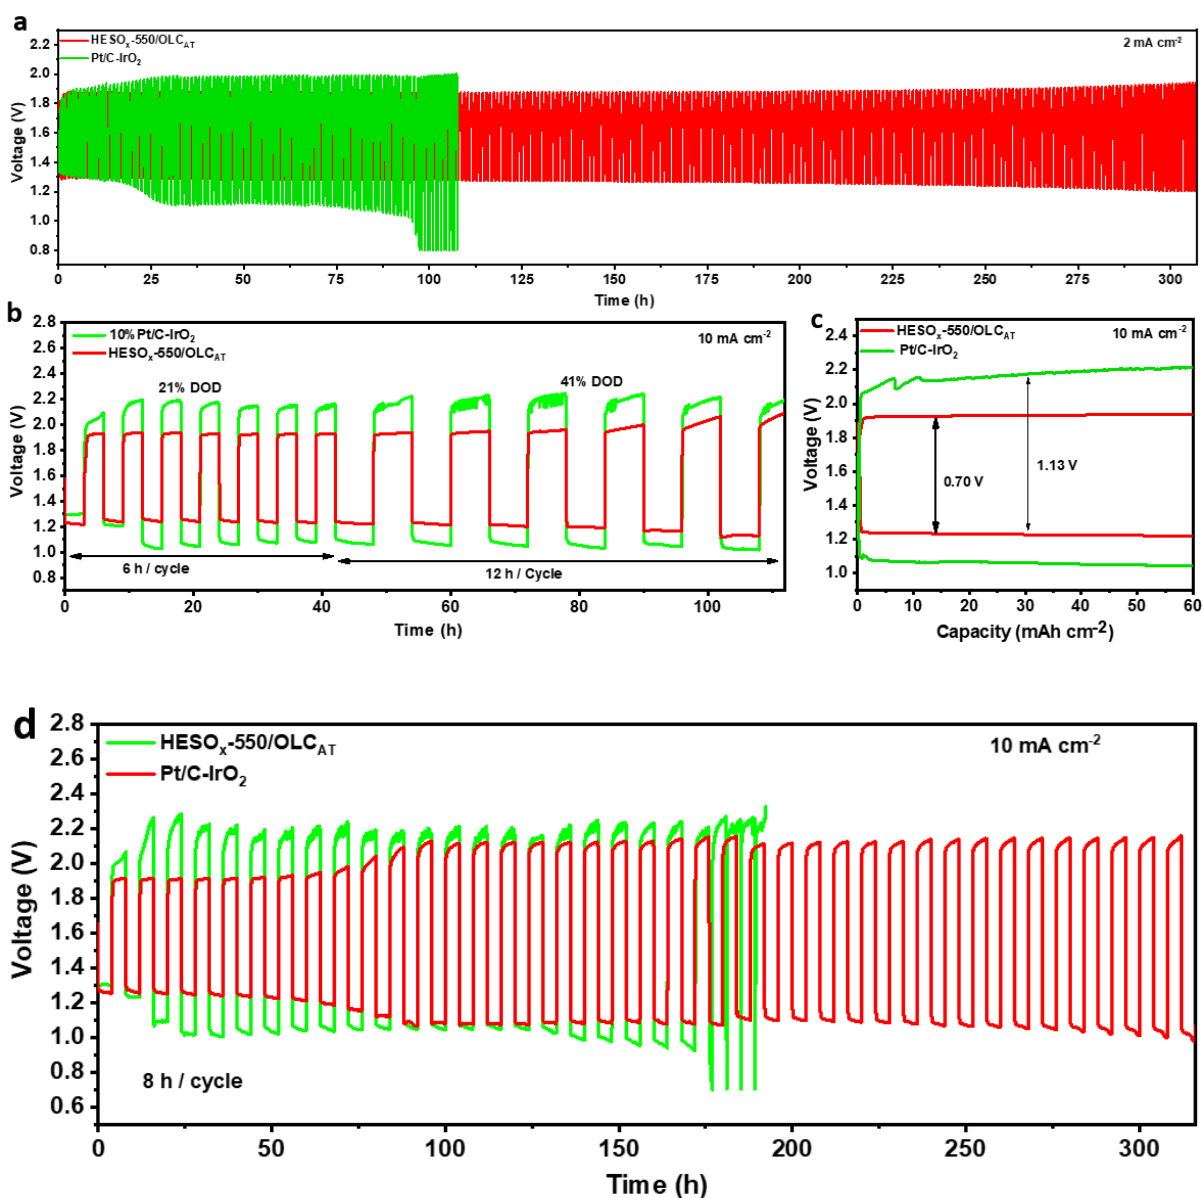 a
HESOₓ-550/OLC_AT
Pt/C-IrO₂
2 mA cm⁻²
Voltage (V)
2.2
2.0
1.8
1.6
1.4
1.2
1.0
0.8
0 25 50 75 100 125 150 175 200 225 250 275 300
Time (h)
b
10% Pt/C-IrO₂
HESOₓ-550/OLC_AT
10 mA cm⁻²
21% DOD
41% DOD
Voltage (V)
2.8
2.6
2.4
2.2
2.0
1.8
1.6
1.4
1.2
1.0
0.8
6 h / cycle
12 h / Cycle
0 20 40 60 80 100
Time (h)
c
HESOₓ-550/OLC_AT
Pt/C-IrO₂
10 mA cm⁻²
Voltage (V)
2.4
2.2
2.0
1.8
1.6
1.4
1.2
1.0
0.70 V
1.13 V
0 10 20 30 40 50 60
Capacity (mAh cm⁻²)
d
HESOₓ-550/OLC_AT
Pt/C-IrO₂
10 mA cm⁻²
Voltage (V)
2.8
2.6
2.4
2.2
2.0
1.8
1.6
1.4
1.2
1.0
0.8
0.6
8 h / cycle
0 50 100 150 200 250 300
Time (h)